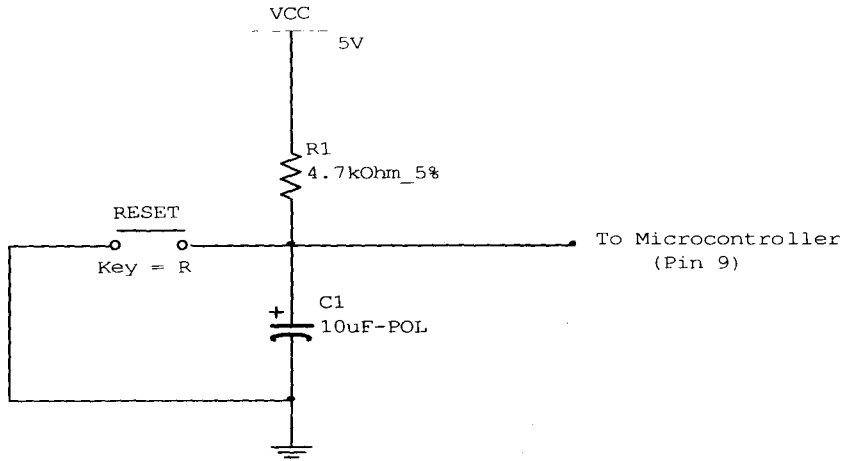 VCC
5V
R1
4.7kOhm_5%
RESET
Key = R
To Microcontroller
(Pin 9)
C1
+
10uF-POL